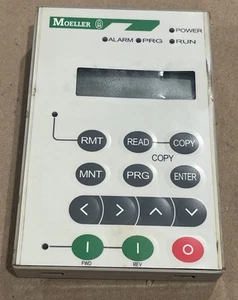 MOELLER
POWER
ALARM PRG RUN
RMT READ COPY
COPY
MNT PRG ENTER
< > ∧ ∨
I I O
FWD REV